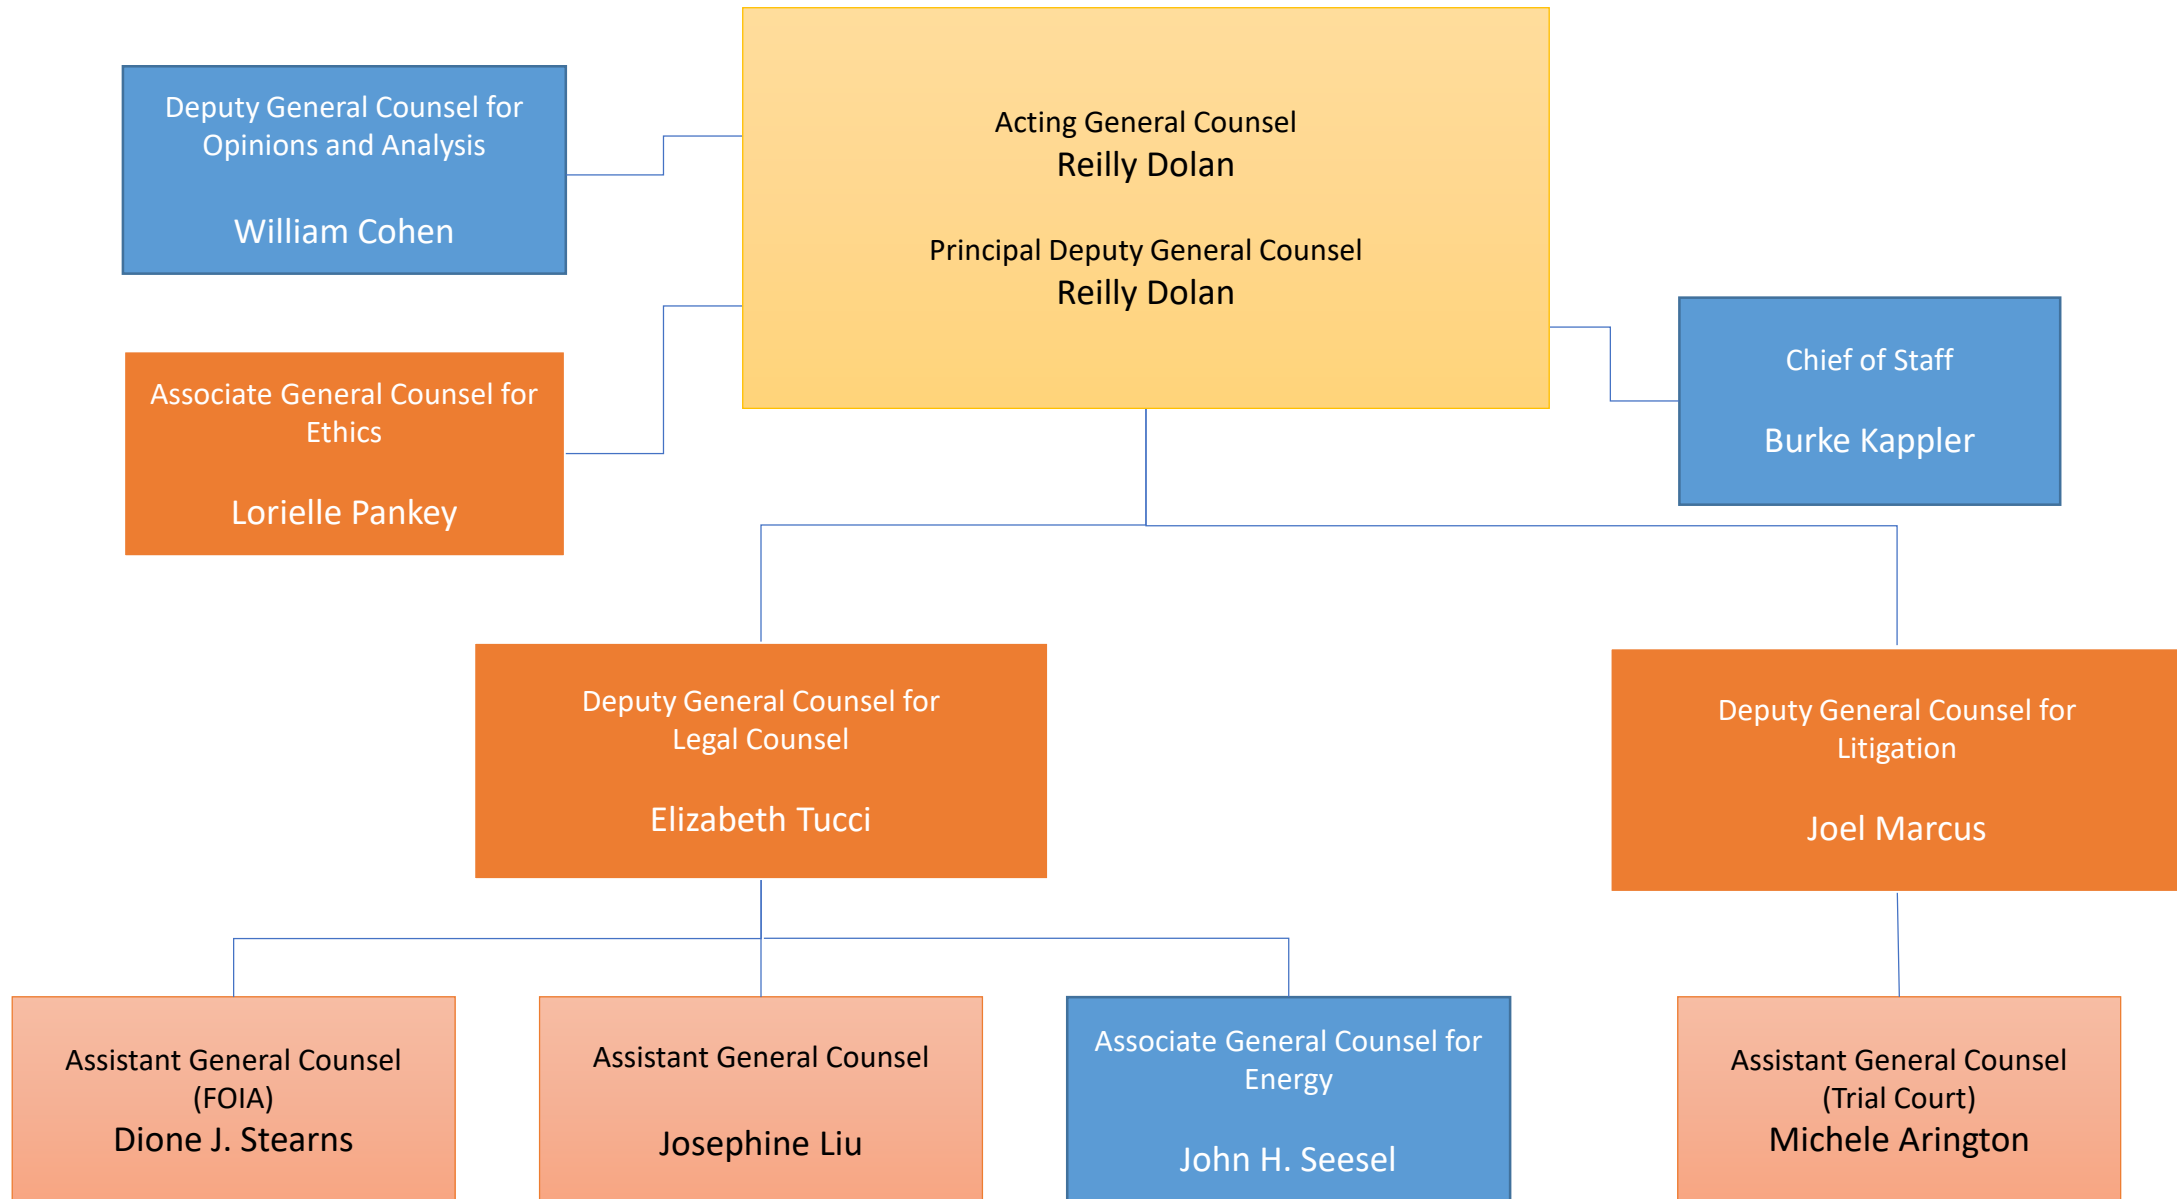 Deputy General Counsel for
Opinions and Analysis
William Cohen
Acting General Counsel
Reilly Dolan
Principal Deputy General Counsel
Reilly Dolan
Associate General Counsel for
Ethics
Lorielle Pankey
Chief of Staff
Burke Kappler
Deputy General Counsel for
Legal Counsel
Elizabeth Tucci
Deputy General Counsel for
Litigation
Joel Marcus
Assistant General Counsel
(FOIA)
Dione J. Stearns
Assistant General Counsel
Josephine Liu
Associate General Counsel for
Energy
John H. Seesel
Assistant General Counsel
(Trial Court)
Michele Arington